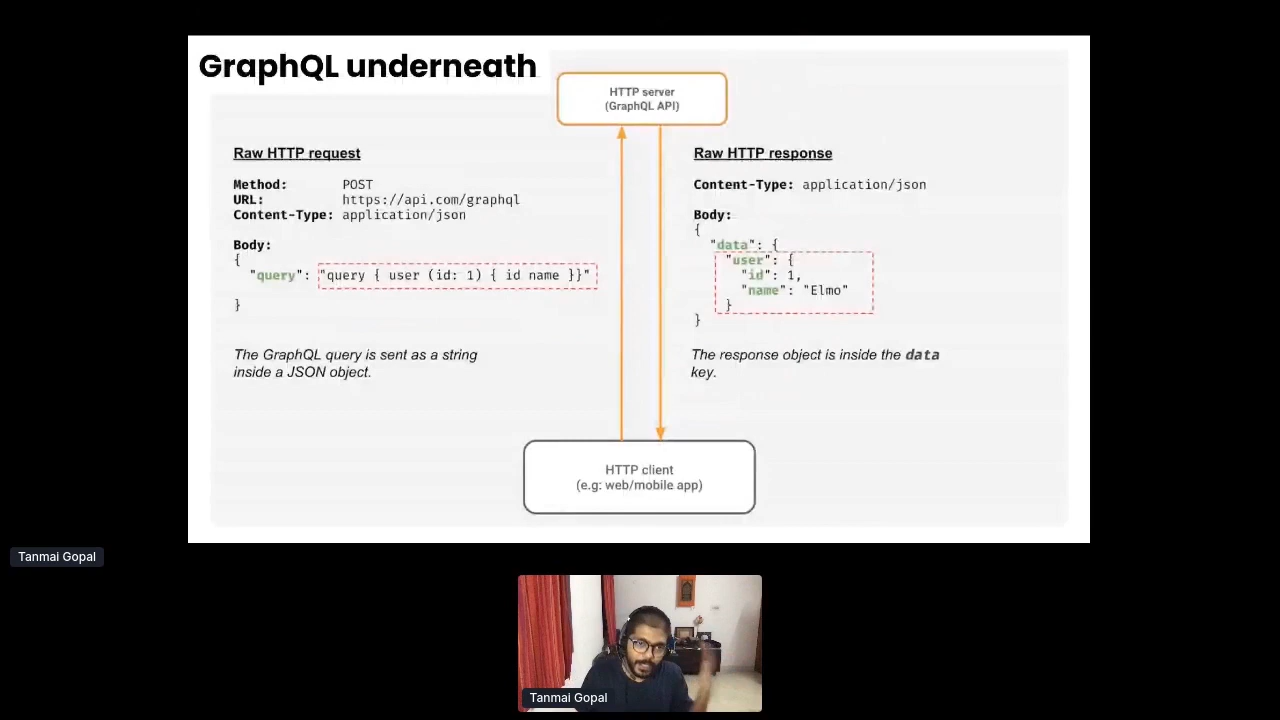 GraphQL underneath
HTTP server
(GraphQL API)
Raw HTTP request
Method: POST
URL: https://api.com/graphql
Content-Type: application/json
Body:
{
"query": "query { user (id: 1) { id name }}"
}
The GraphQL query is sent as a string
inside a JSON object.
Raw HTTP response
Content-Type: application/json
Body:
{
"data": {
"user": {
"id": 1,
"name": "Elmo"
}
}
The response object is inside the data
key.
HTTP client
(e.g: web/mobile app)
Tanmai Gopal
Tanmai Gopal